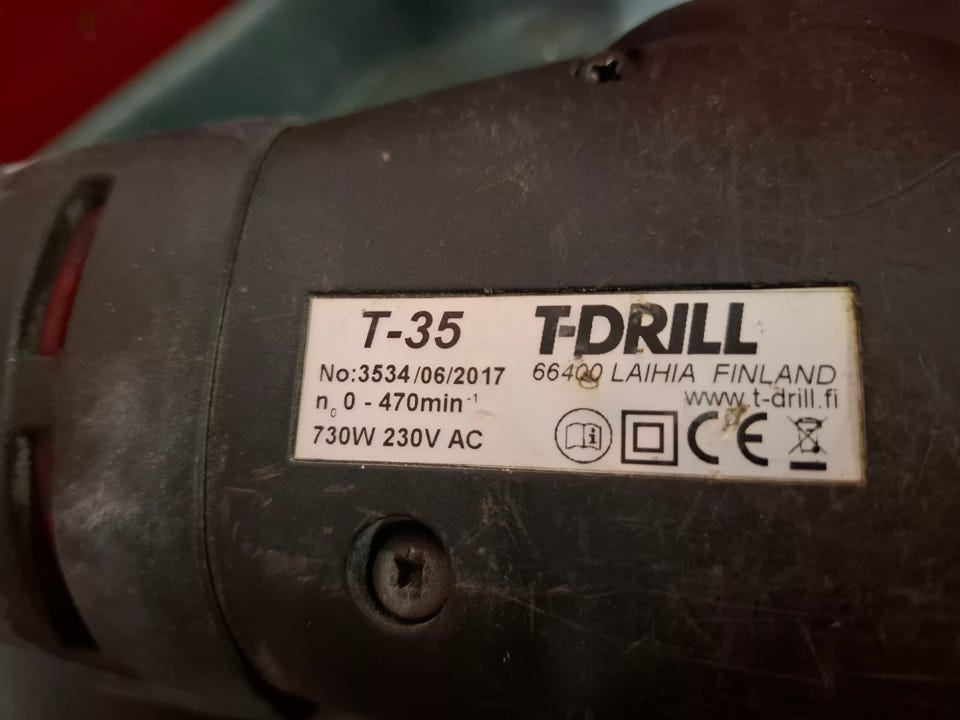 T-35
No:3534/06/2017
n₀ 0 - 470min⁻¹
730W 230V AC
T-DRILL
66400 LAIHIA FINLAND
www.t-drill.fi
CE